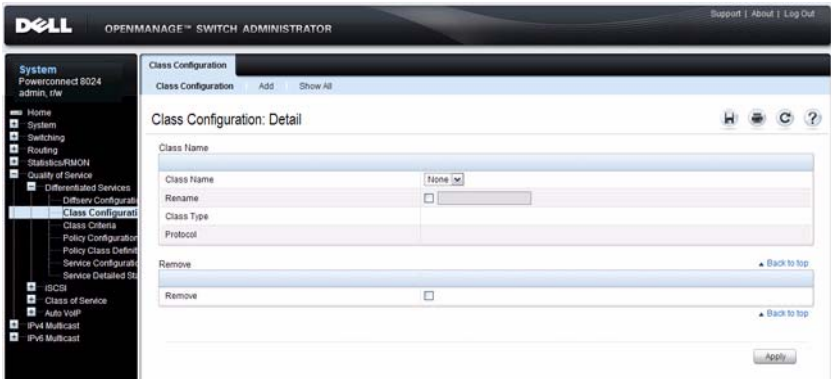 Support | About | Log Out
DELL
OPENMANAGE™ SWITCH ADMINISTRATOR
System
Powerconnect 8024
admin, r/w
Home
System
Switching
Routing
Statistics/RMON
Quality of Service
Differentiated Services
Diffserv Configurati
Class Configurati
Class Criteria
Policy Configuration
Policy Class Definit
Service Configuratio
Service Detailed Sta
iSCSI
Class of Service
Auto VoIP
IPv4 Multicast
IPv6 Multicast
Class Configuration
Class Configuration Add Show All
Class Configuration: Detail
?
Class Name
Class Name None
Rename
Class Type
Protocol
Remove
Back to top
Remove
Back to top
Apply